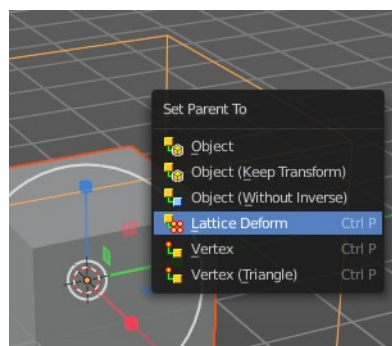 Set Parent To
Object
Object (Keep Transform)
Object (Without Inverse)
Lattice Deform Ctrl P
Vertex Ctrl P
Vertex (Triangle) Ctrl P